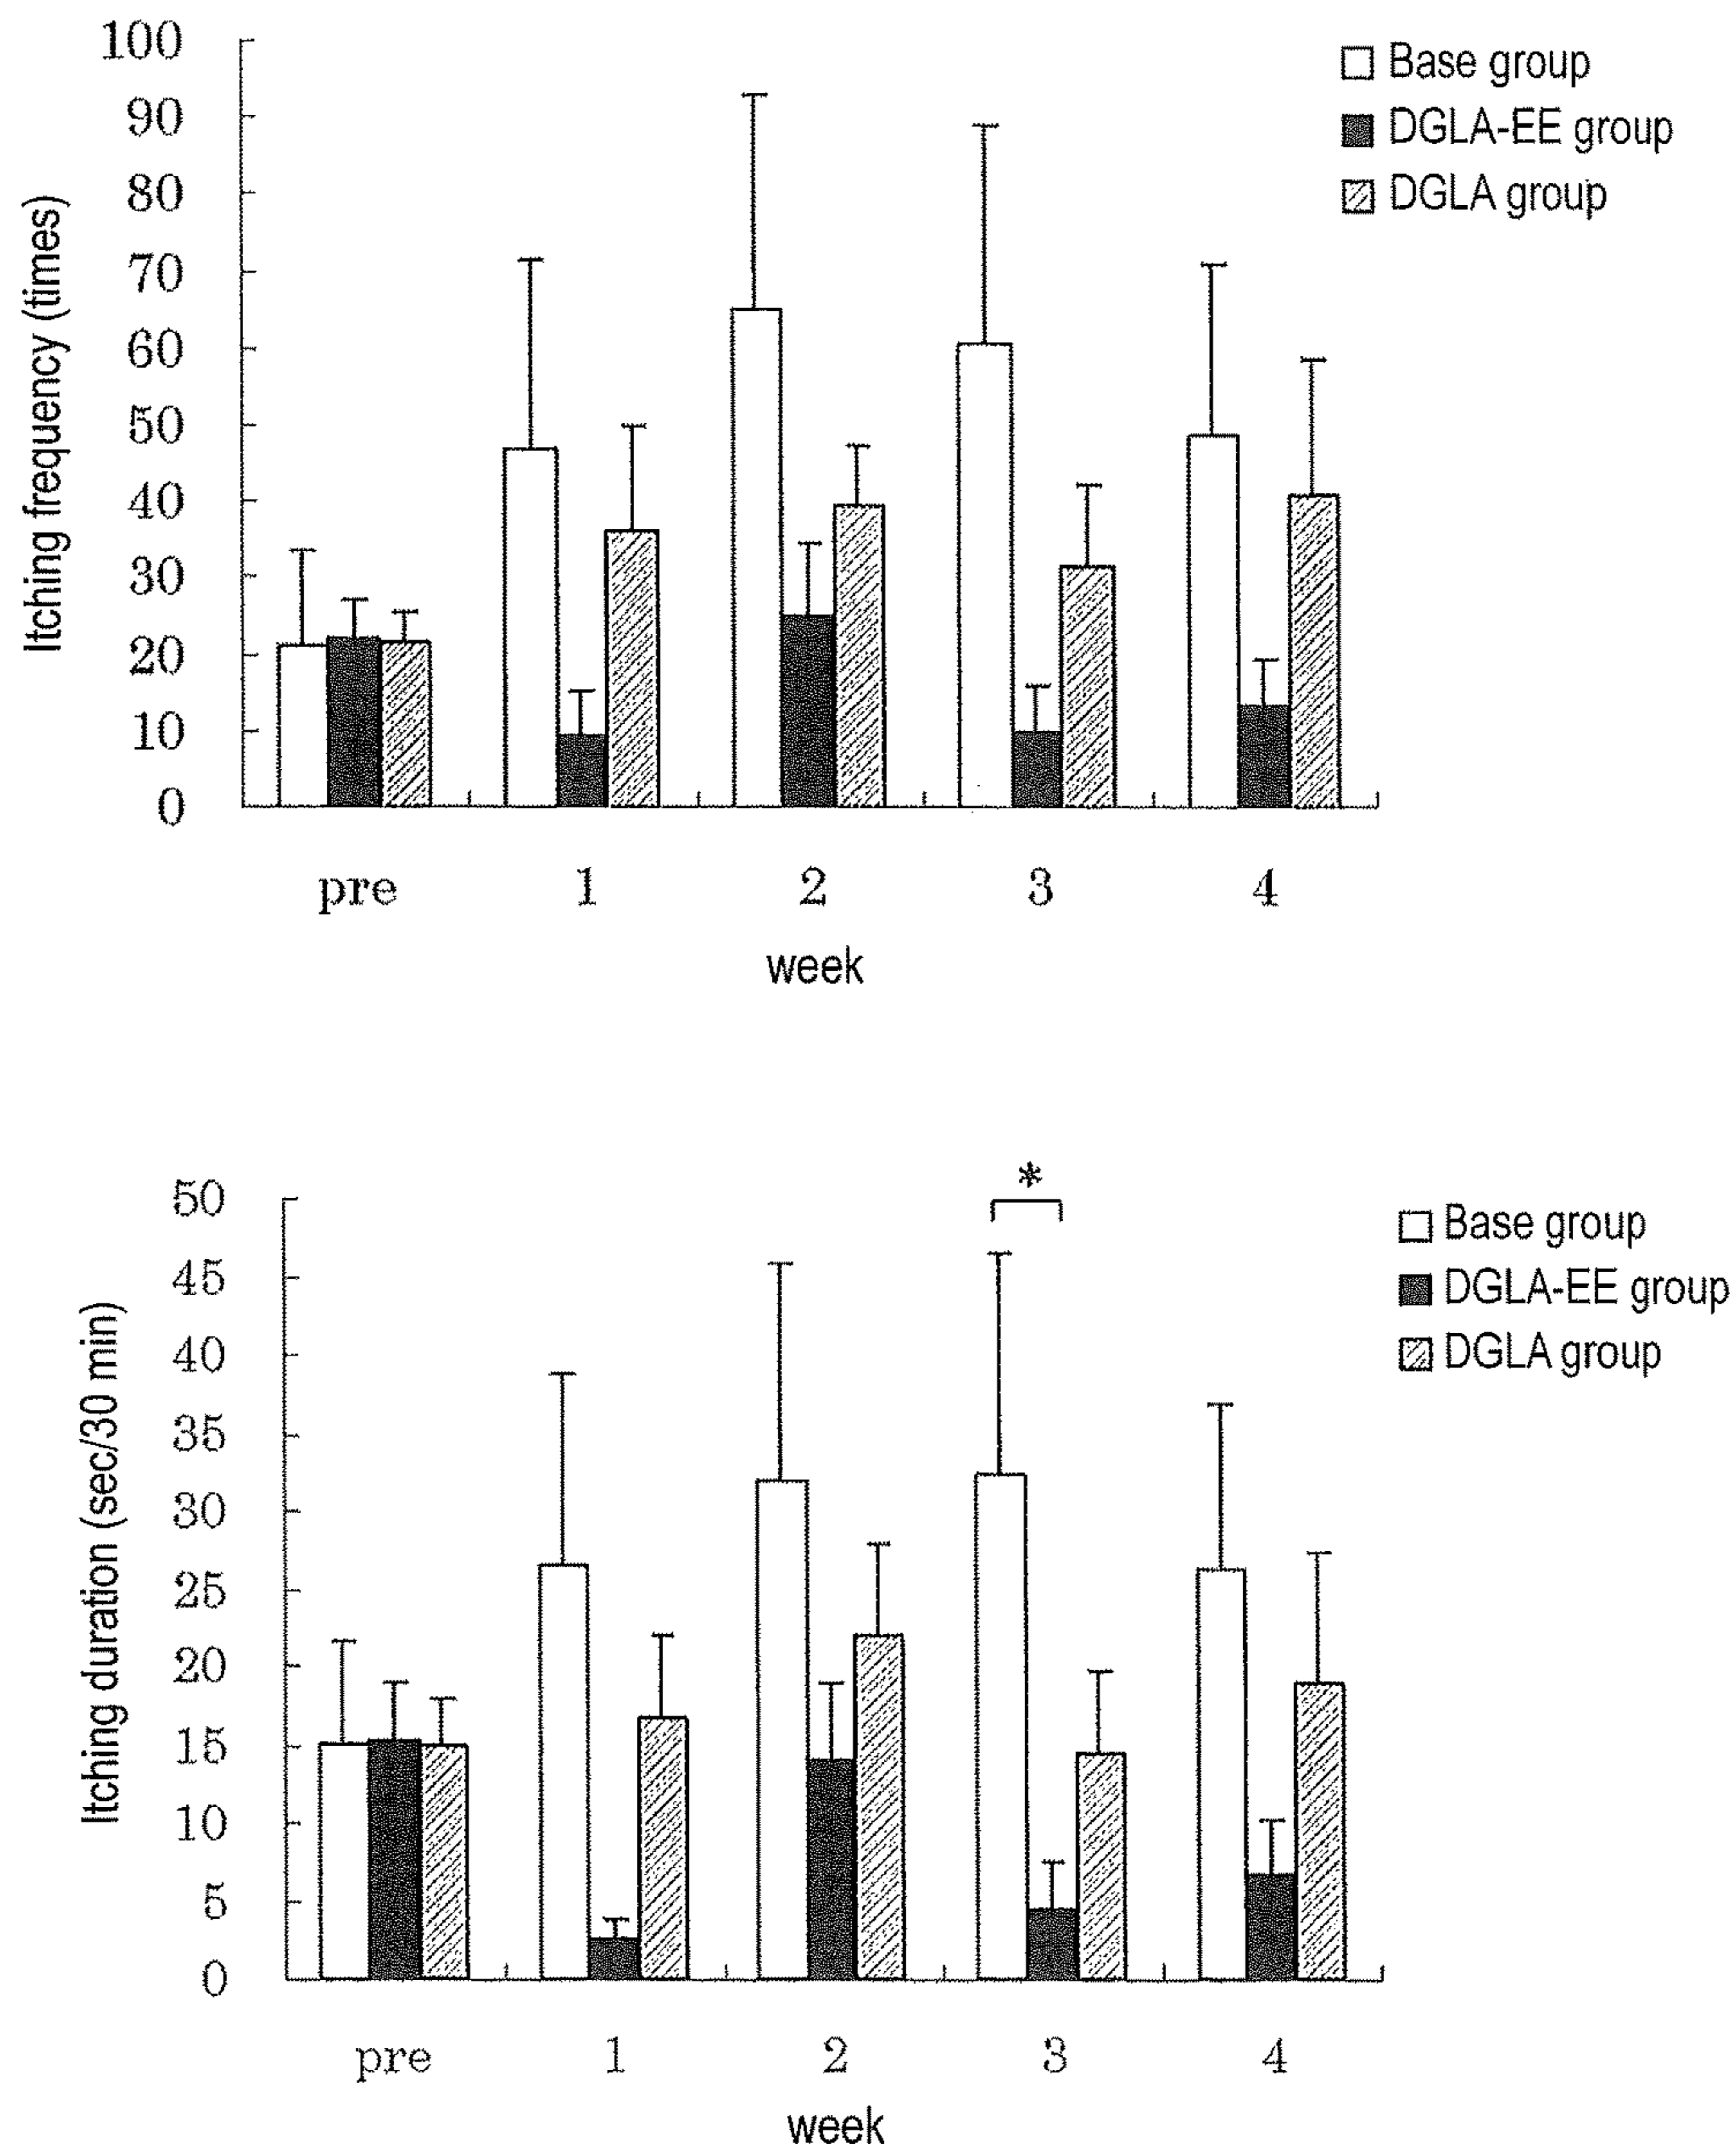 Itching frequency (times)
100
90
80
70
60
50
40
30
20
10
0
Base group
DGLA-EE group
DGLA group
pre 1 2 3 4
week
Itching duration (sec/30 min)
50
45
40
35
30
25
20
15
10
5
0
*
Base group
DGLA-EE group
DGLA group
pre 1 2 3 4
week